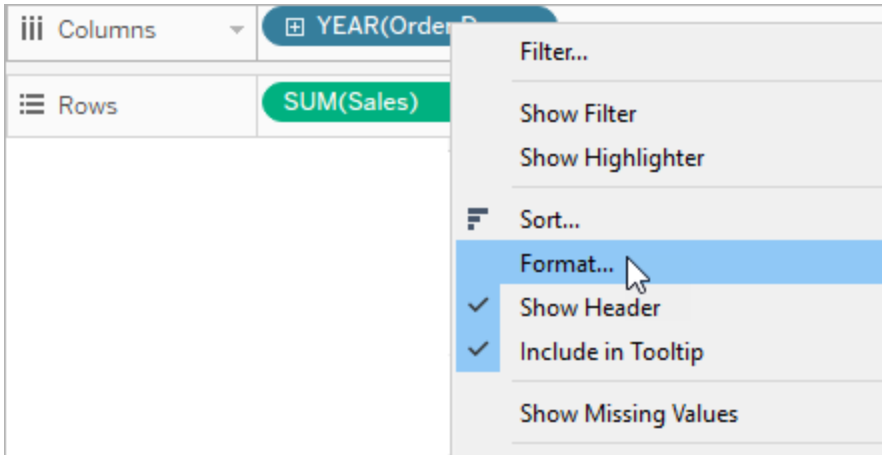 Columns
YEAR(Order D
Filter...
Rows
SUM(Sales)
Show Filter
Show Highlighter
Sort...
Format...
Show Header
Include in Tooltip
Show Missing Values